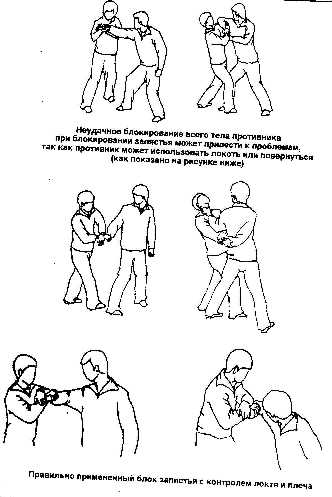 Неудачное блокирование всего тела противника
при блокировании запястья может привести к проблемам,
так как противник может использовать локоть или повернуться
(как показано на рисунке ниже)
Правильно примененный блок запястья с контролем локтя и плеча